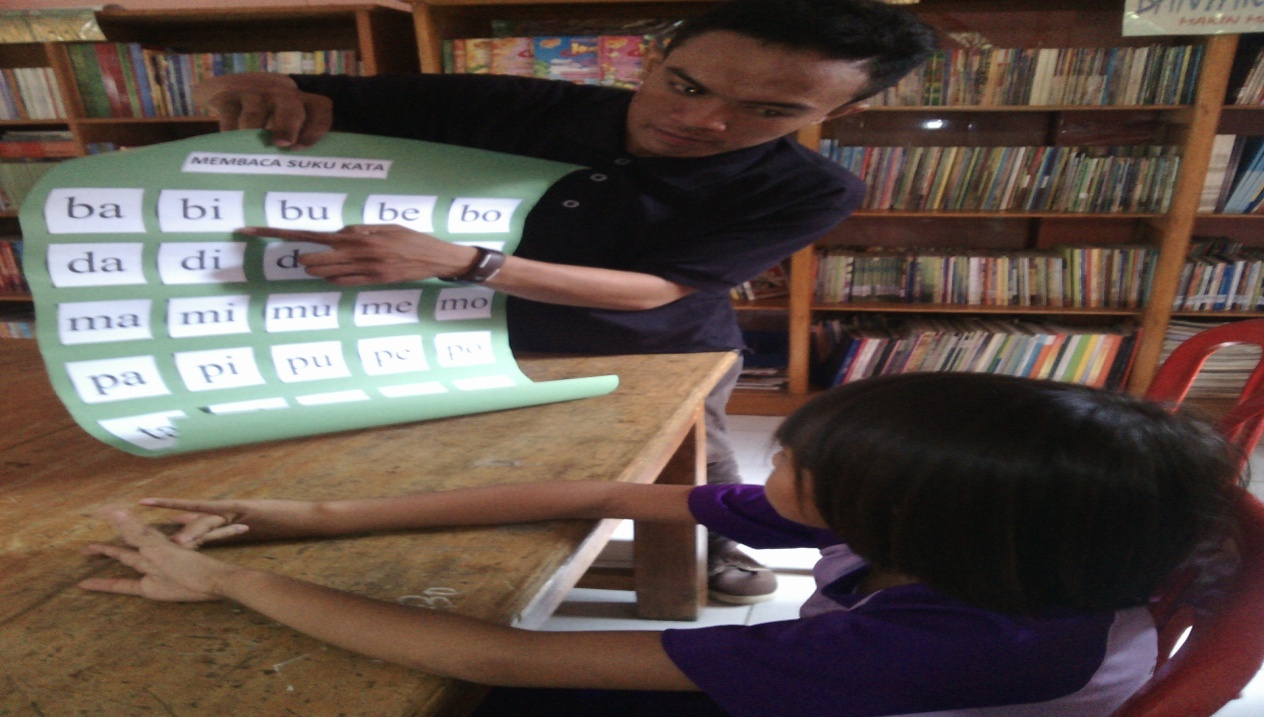 MEMBACA SUKU KATA
ba bi bu be bo
da di
ma mi mu me mo
pa pi pu pe po